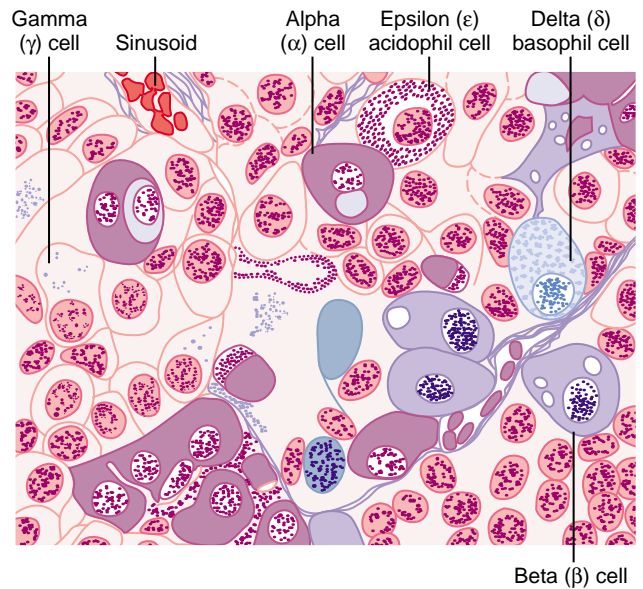 Gamma
(γ) cell
Sinusoid
Alpha
(α) cell
Epsilon (ε)
acidophil cell
Delta (δ)
basophil cell
Beta (β) cell